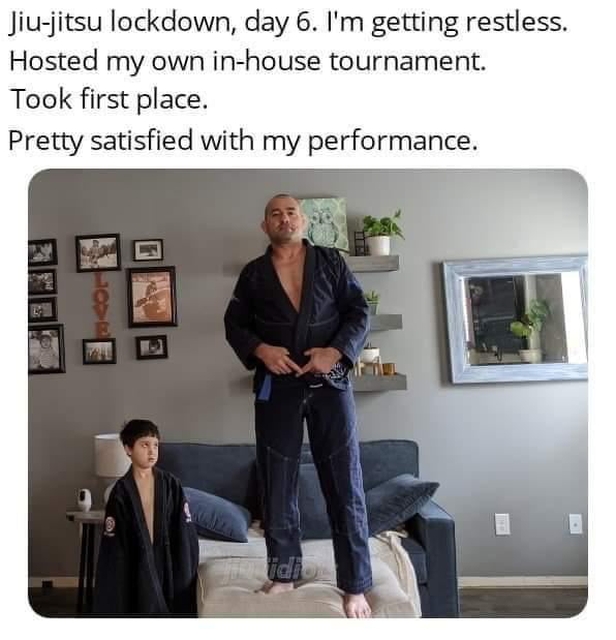 Jiu-jitsu lockdown, day 6. I'm getting restless.
Hosted my own in-house tournament.
Took first place.
Pretty satisfied with my performance.
LOVE